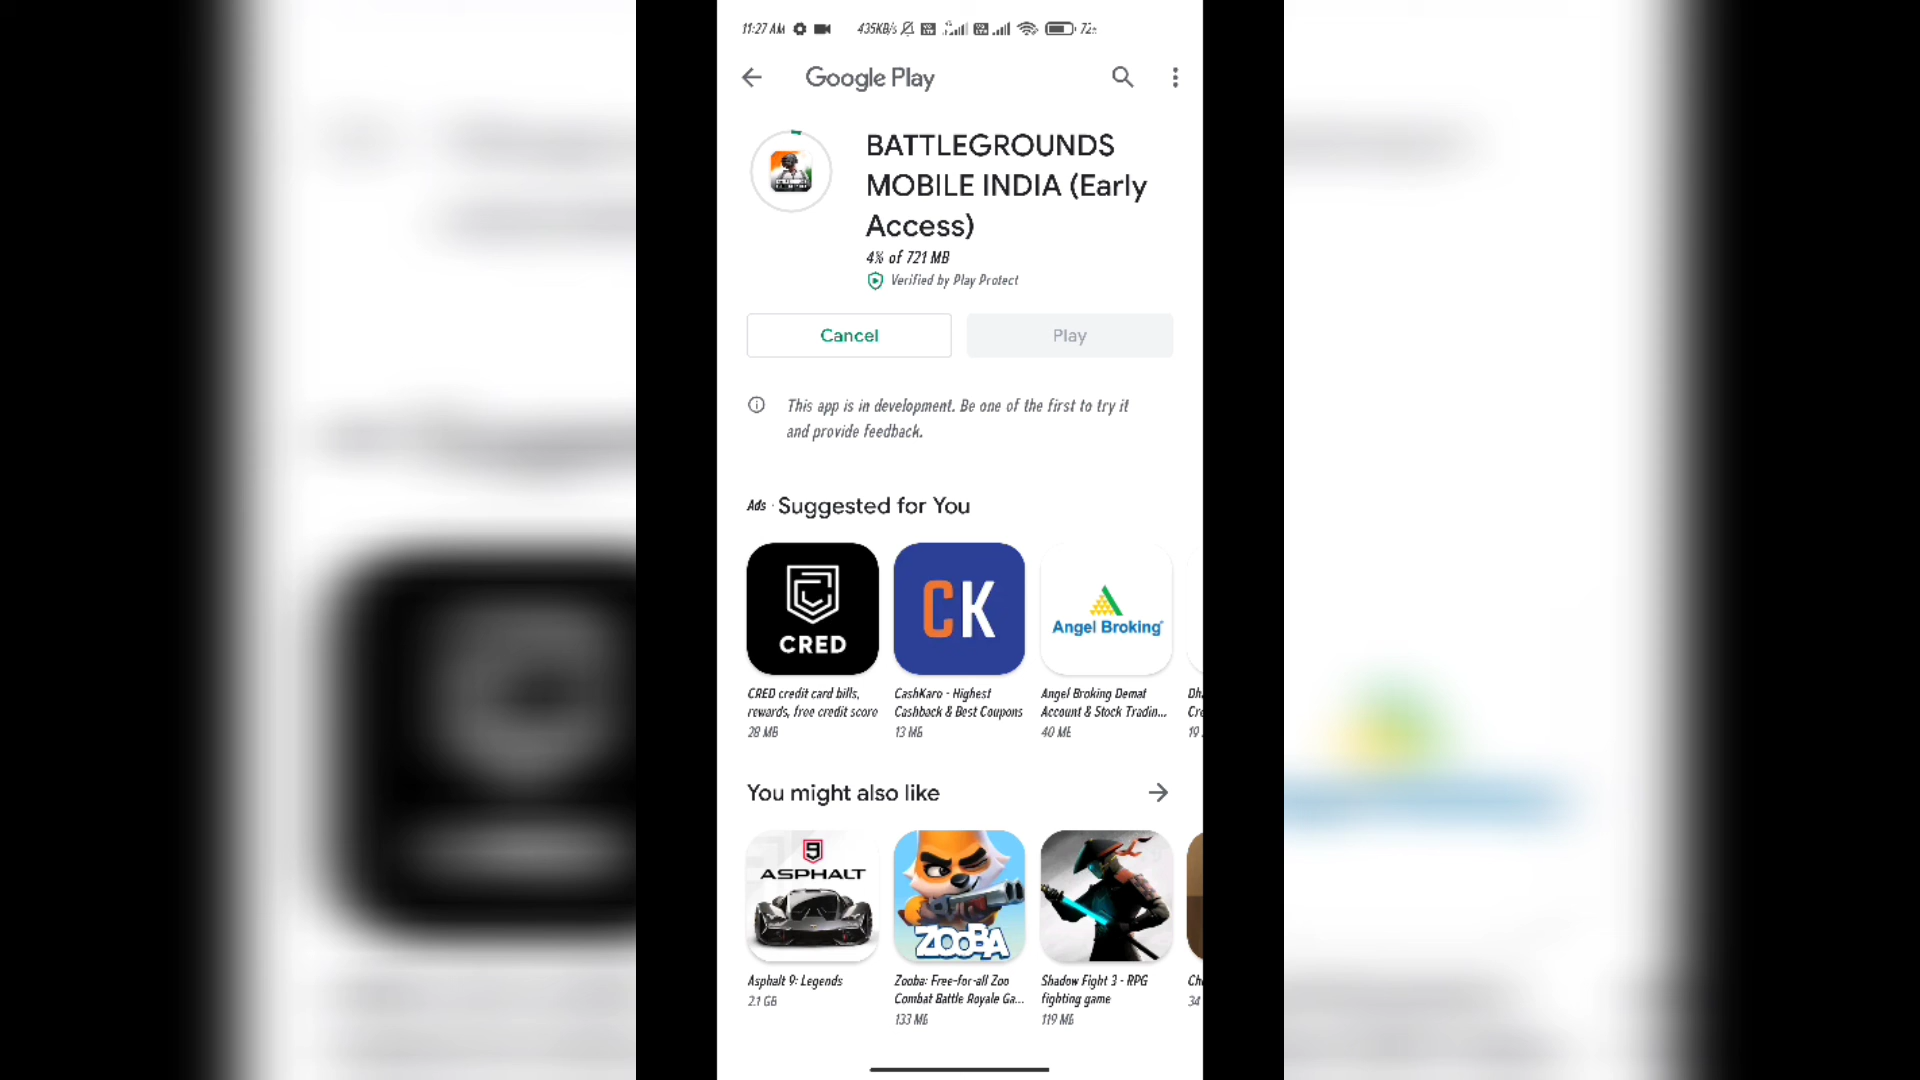 11:27 AM 435KB/s 72
Google Play
BATTLEGROUNDS
MOBILE INDIA (Early
Access)
4% of 721 MB
Verified by Play Protect
Cancel Play
This app is in development. Be one of the first to try it
and provide feedback.
Ads · Suggested for You
CRED
CK
Angel Broking
CRED credit card bills,
rewards, free credit score
28 MB
CashKaro - Highest
Cashback & Best Coupons
13 MB
Angel Broking Demat
Account & Stock Tradin...
40 MB
Cre
19
You might also like
9
ASPHALT
ZOOBA
Asphalt 9: Legends
2.1 GB
Zooba: Free-for-all Zoo
Combat Battle Royale Ga...
133 MB
Shadow Fight 3 - RPG
fighting game
119 MB
34